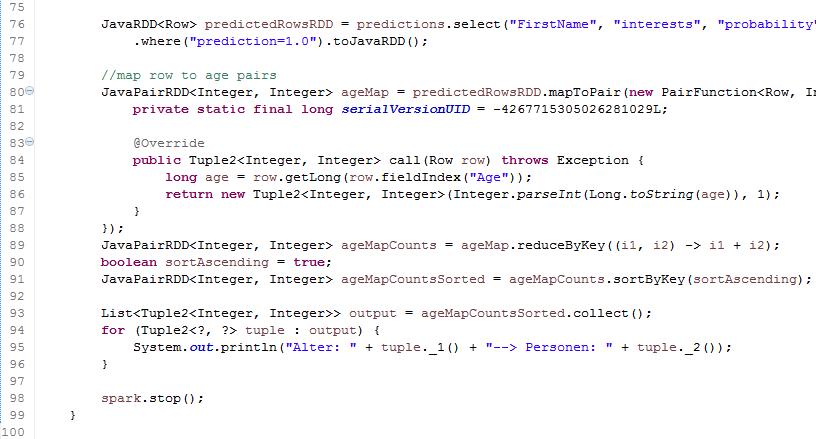 75
76 JavaRDD<Row> predictedRowsRDD = predictions.select("FirstName", "interests", "probability"
77 .where("prediction=1.0").toJavaRDD();
78
79 //map row to age pairs
80 JavaPairRDD<Integer, Integer> ageMap = predictedRowsRDD.mapToPair(new PairFunction<Row, In
81 private static final long serialVersionUID = -4267715305026281029L;
82
83 @Override
84 public Tuple2<Integer, Integer> call(Row row) throws Exception {
85 long age = row.getLong(row.fieldIndex("Age"));
86 return new Tuple2<Integer, Integer>(Integer.parseInt(Long.toString(age)), 1);
87 }
88 });
89 JavaPairRDD<Integer, Integer> ageMapCounts = ageMap.reduceByKey((i1, i2) -> i1 + i2);
90 boolean sortAscending = true;
91 JavaPairRDD<Integer, Integer> ageMapCountsSorted = ageMapCounts.sortByKey(sortAscending);
92
93 List<Tuple2<Integer, Integer>> output = ageMapCountsSorted.collect();
94 for (Tuple2<?, ?> tuple : output) {
95 System.out.println("Alter: " + tuple._1() + "--> Personen: " + tuple._2());
96 }
97
98 spark.stop();
99 }
100